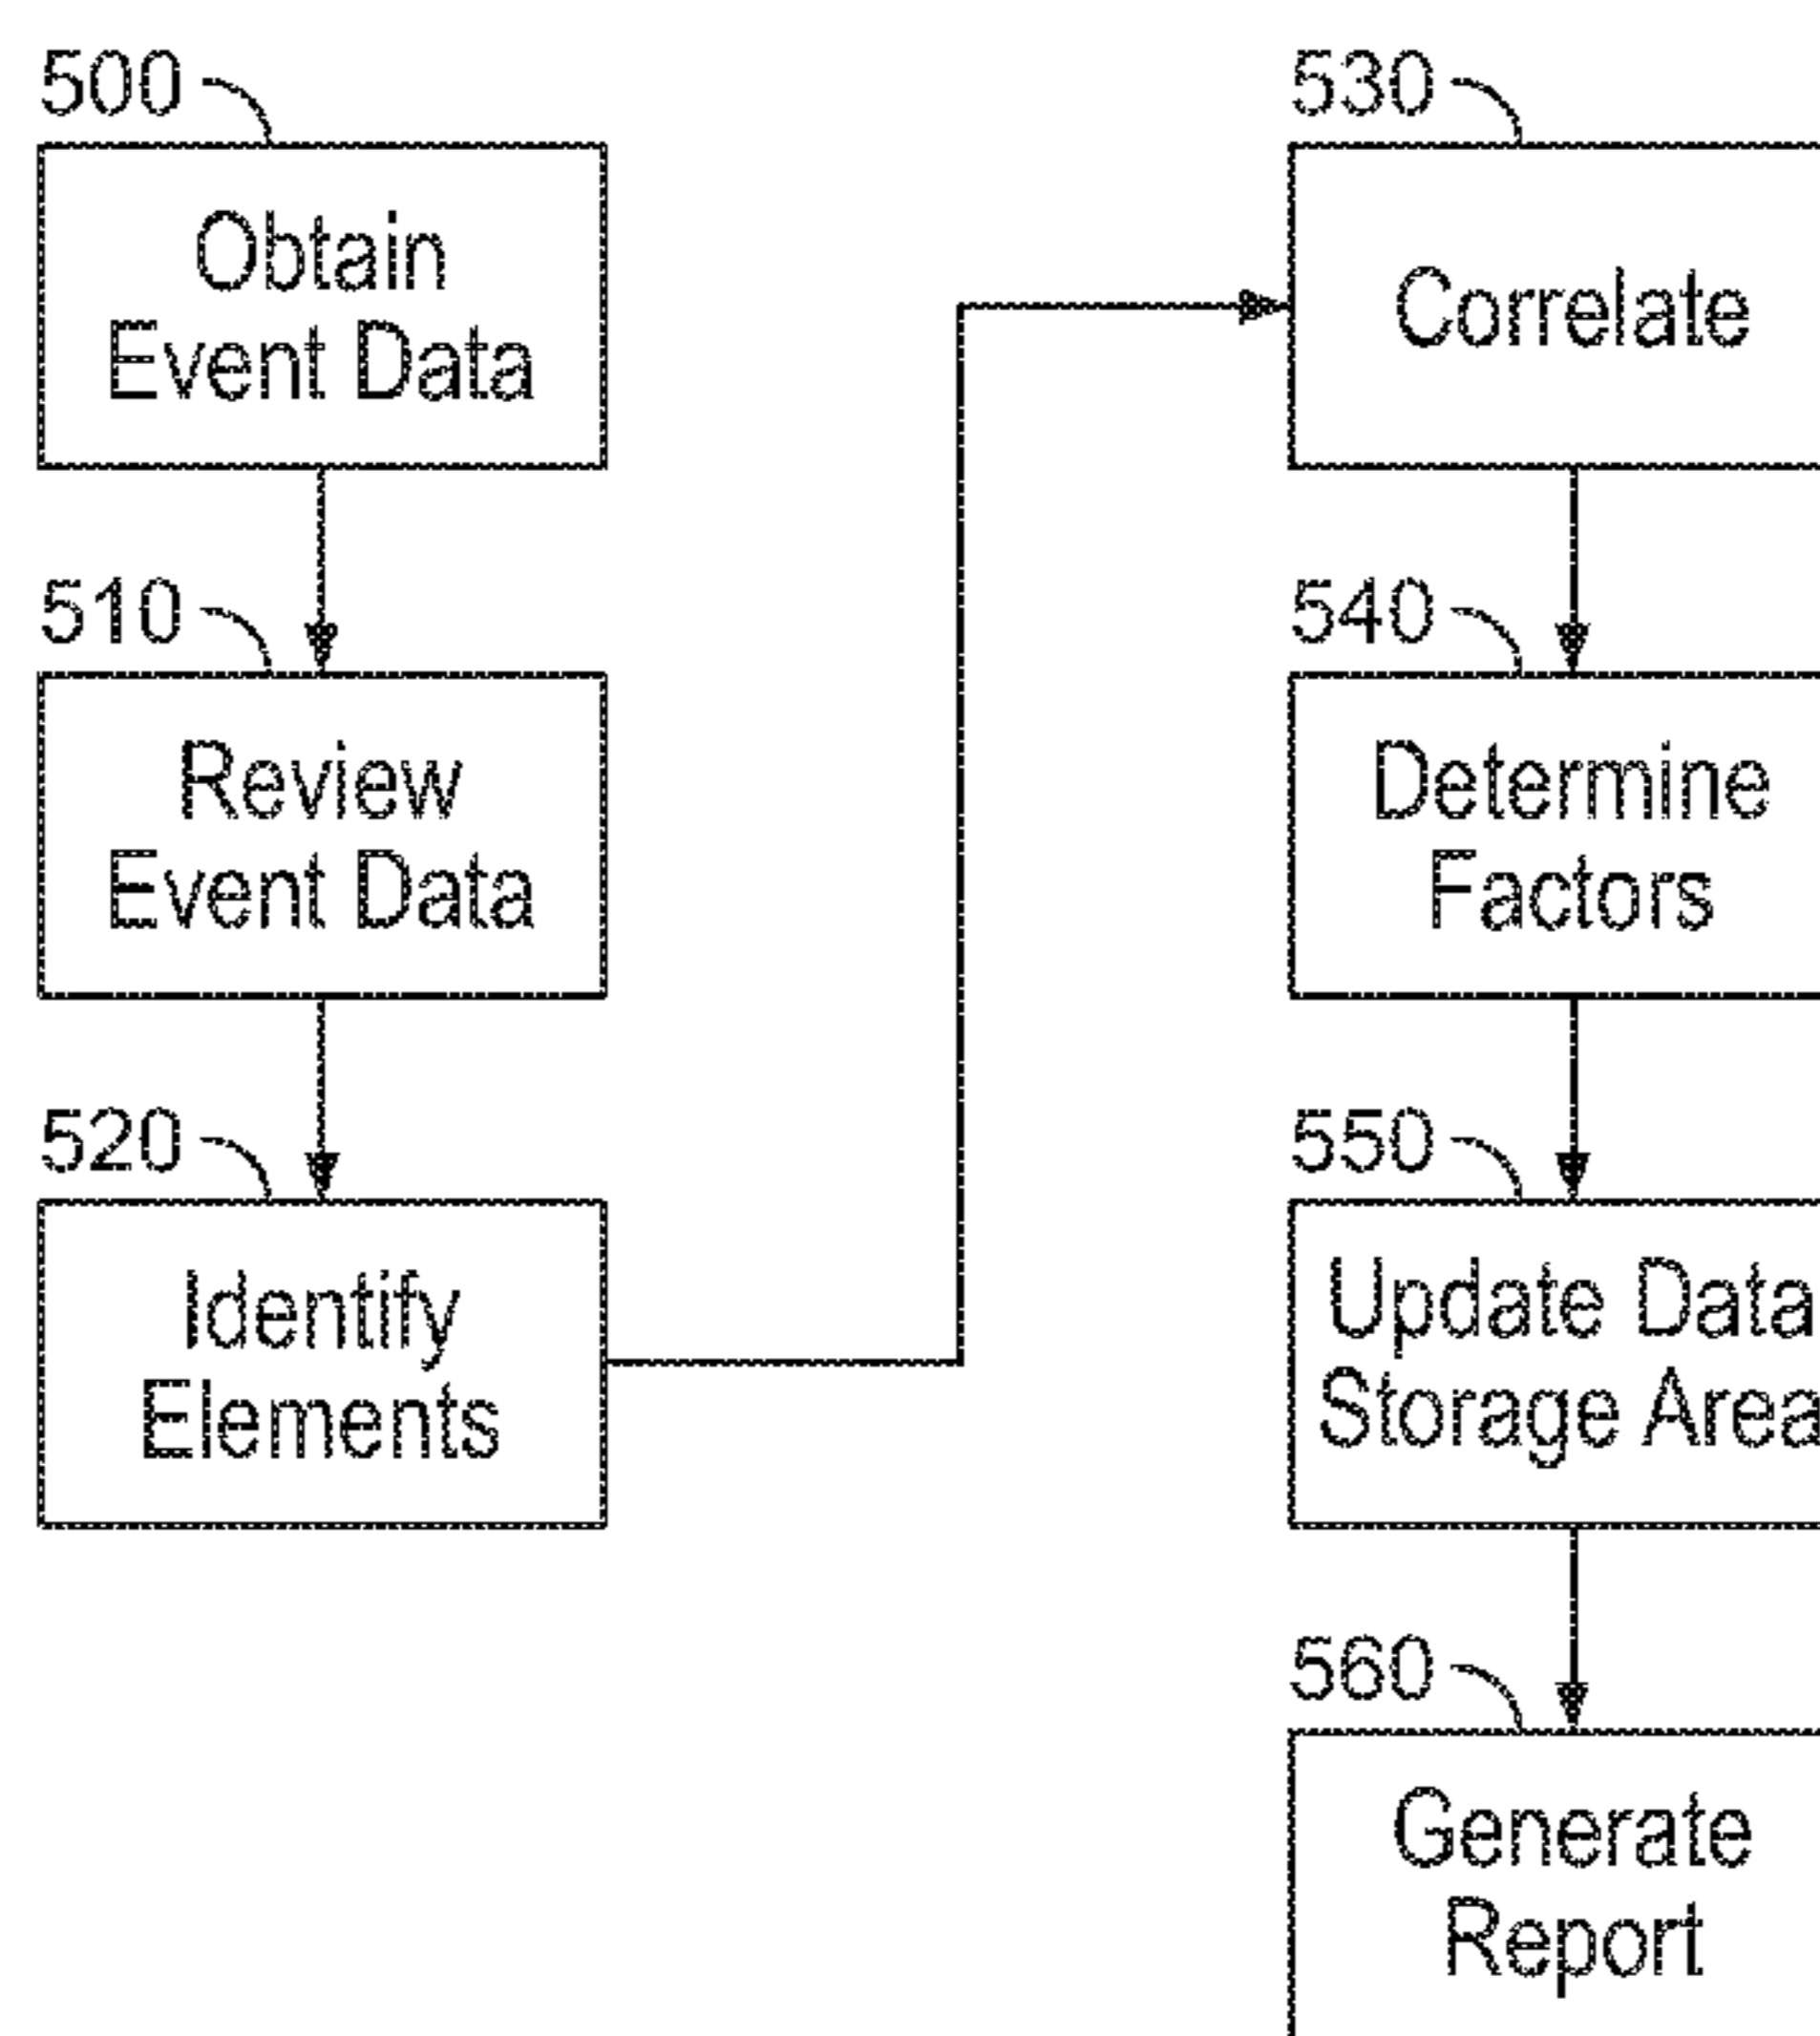 500
Obtain
Event Data
510
Review
Event Data
520
Identify
Elements
530
Correlate
540
Determine
Factors
550
Update Data
Storage Area
560
Generate
Report